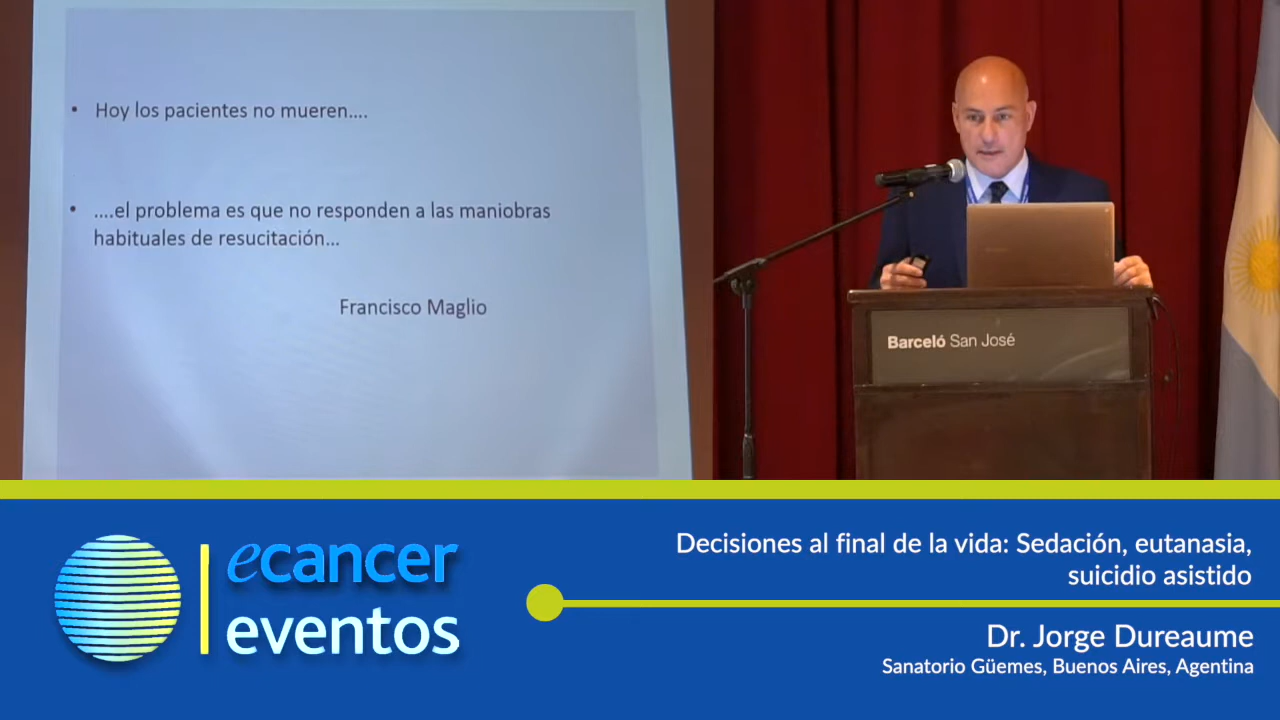 • Hoy los pacientes no mueren....
• ....el problema es que no responden a las maniobras
habituales de resucitación...
Francisco Maglio
Barceló San José
ecancer
eventos
Decisiones al final de la vida: Sedación, eutanasia,
suicidio asistido
Dr. Jorge Dureaume
Sanatorio Güemes, Buenos Aires, Agentina